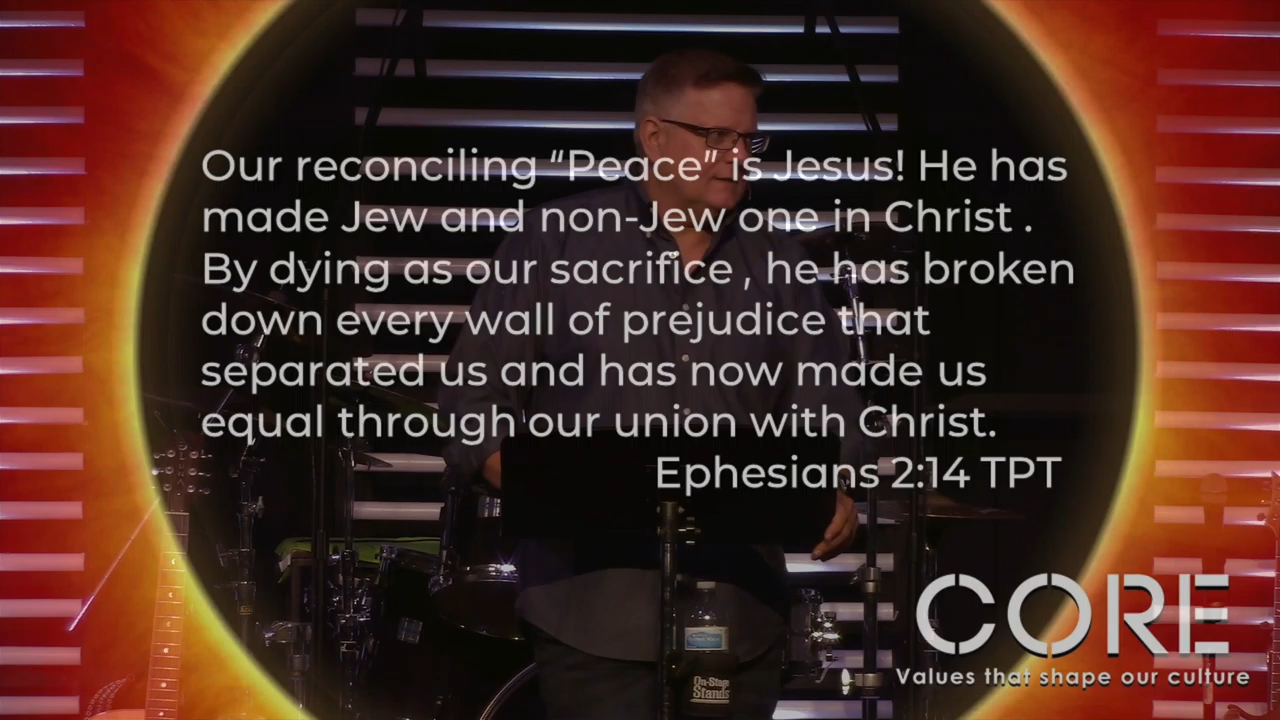 Our reconciling “Peace” is Jesus! He has
made Jew and non-Jew one in Christ .
By dying as our sacrifice , he has broken
down every wall of prejudice that
separated us and has now made us
equal through our union with Christ.
Ephesians 2:14 TPT
CORE
Values that shape our culture
On-Stage
Stands